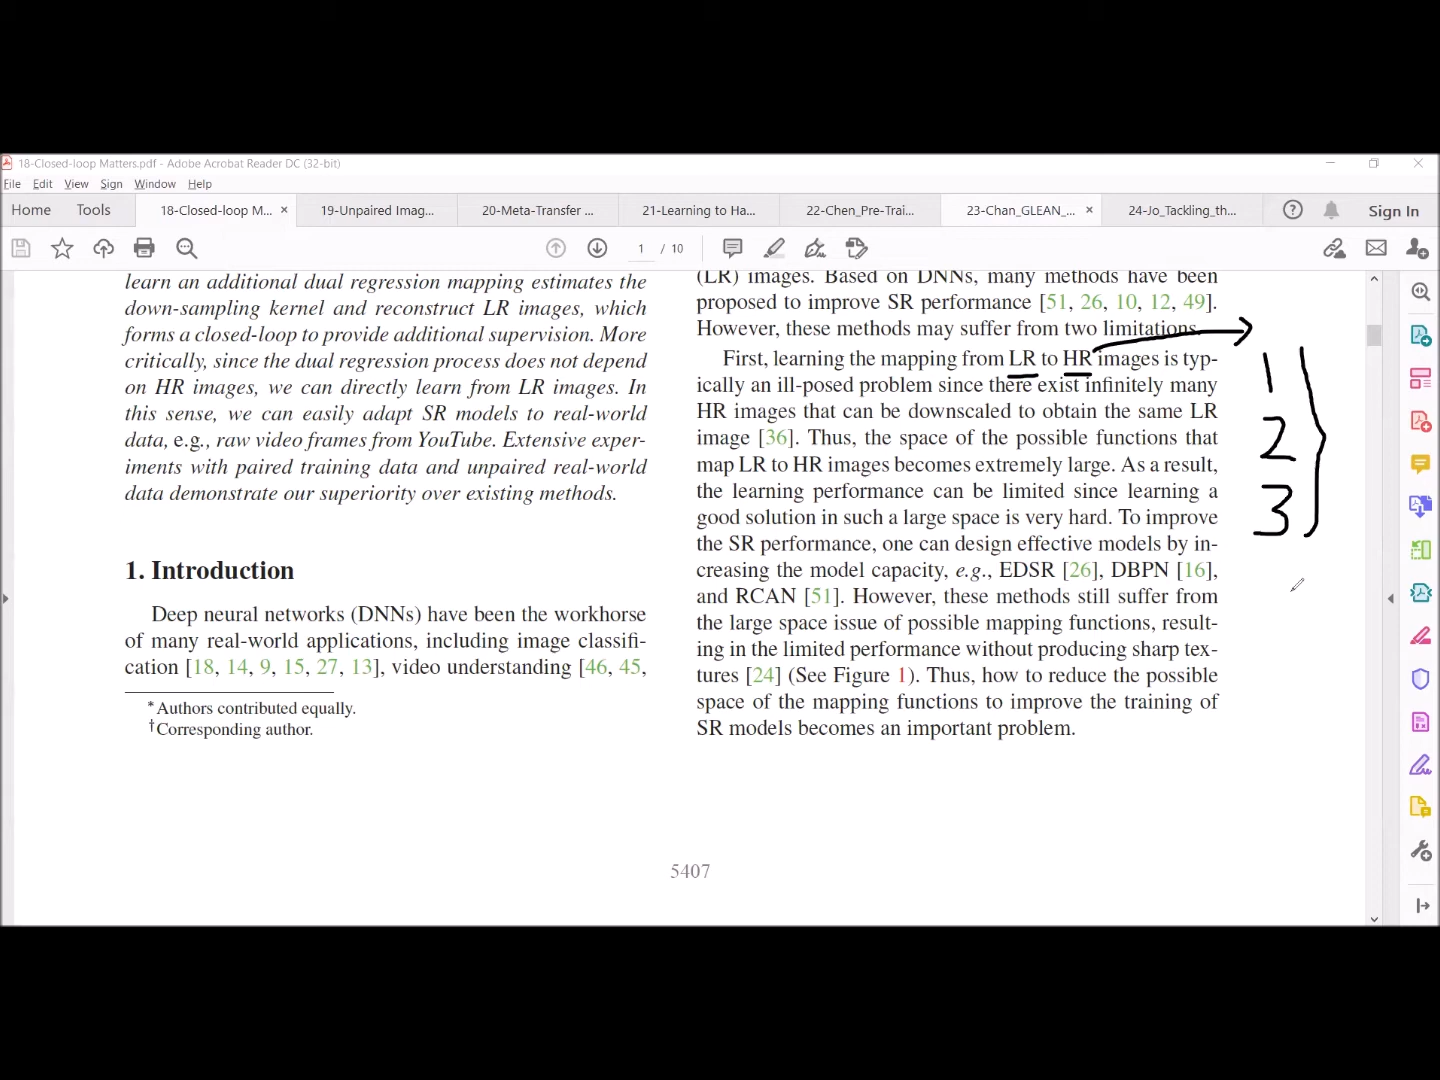 18-Closed-loop Matters.pdf - Adobe Acrobat Reader DC (32-bit)
File Edit View Sign Window Help
Home Tools 18-Closed-loop M... × 19-Unpaired Imag... 20-Meta-Transfer ... 21-Learning to Ha... 22-Chen_Pre-Trai... 23-Chan_GLEAN_... × 24-Jo_Tackling_th... Sign In
1 / 10
learn an additional dual regression mapping estimates the
down-sampling kernel and reconstruct LR images, which
forms a closed-loop to provide additional supervision. More
critically, since the dual regression process does not depend
on HR images, we can directly learn from LR images. In
this sense, we can easily adapt SR models to real-world
data, e.g., raw video frames from YouTube. Extensive exper-
iments with paired training data and unpaired real-world
data demonstrate our superiority over existing methods.
1. Introduction
Deep neural networks (DNNs) have been the workhorse
of many real-world applications, including image classifi-
cation [18, 14, 9, 15, 27, 13], video understanding [46, 45,
*Authors contributed equally.
†Corresponding author.
(LR) images. Based on DNNs, many methods have been
proposed to improve SR performance [51, 26, 10, 12, 49].
However, these methods may suffer from two limitations.
First, learning the mapping from LR to HR images is typ-
ically an ill-posed problem since there exist infinitely many
HR images that can be downscaled to obtain the same LR
image [36]. Thus, the space of the possible functions that
map LR to HR images becomes extremely large. As a result,
the learning performance can be limited since learning a
good solution in such a large space is very hard. To improve
the SR performance, one can design effective models by in-
creasing the model capacity, e.g., EDSR [26], DBPN [16],
and RCAN [51]. However, these methods still suffer from
the large space issue of possible mapping functions, result-
ing in the limited performance without producing sharp tex-
tures [24] (See Figure 1). Thus, how to reduce the possible
space of the mapping functions to improve the training of
SR models becomes an important problem.
1
2
3
5407